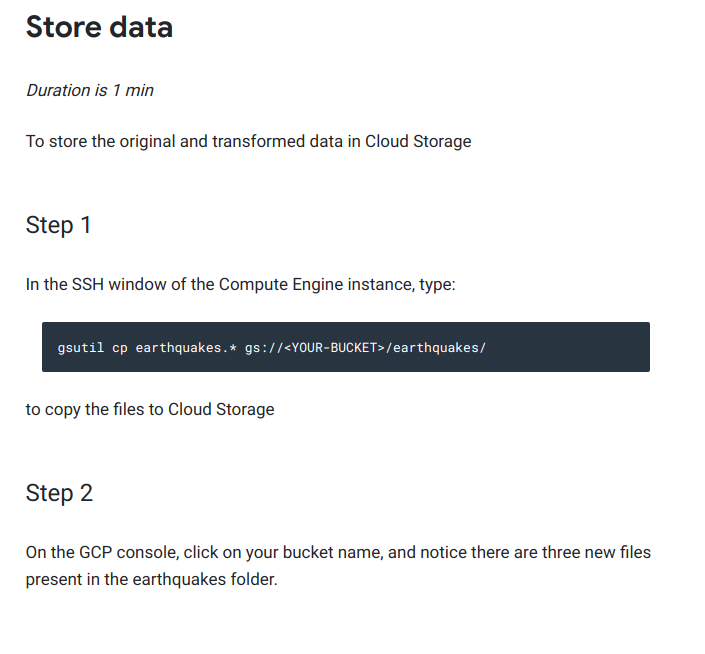 Store data
Duration is 1 min
To store the original and transformed data in Cloud Storage
Step 1
In the SSH window of the Compute Engine instance, type:
gsutil cp earthquakes.* gs://<YOUR-BUCKET>/earthquakes/
to copy the files to Cloud Storage
Step 2
On the GCP console, click on your bucket name, and notice there are three new files
present in the earthquakes folder.